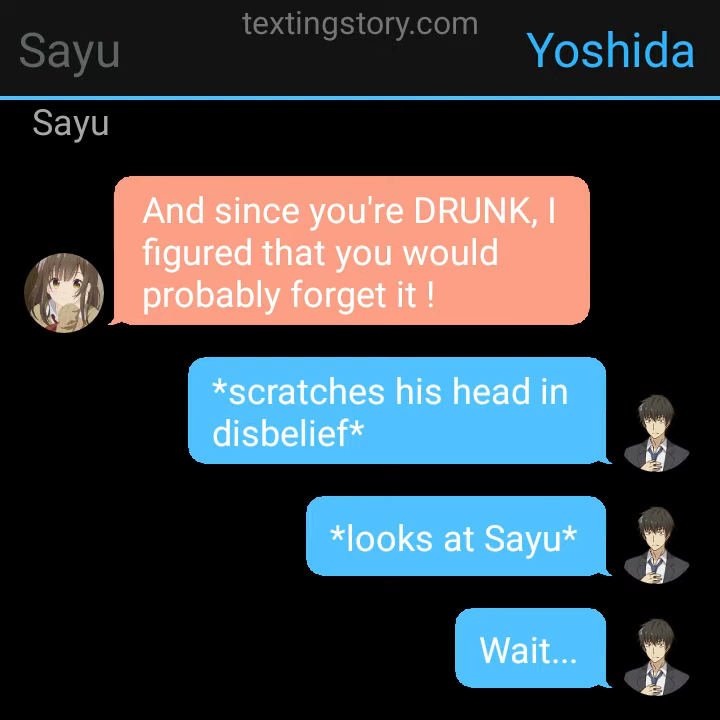 textingstory.com
Sayu
Yoshida
Sayu
And since you're DRUNK, I
figured that you would
probably forget it !
*scratches his head in
disbelief*
*looks at Sayu*
Wait...